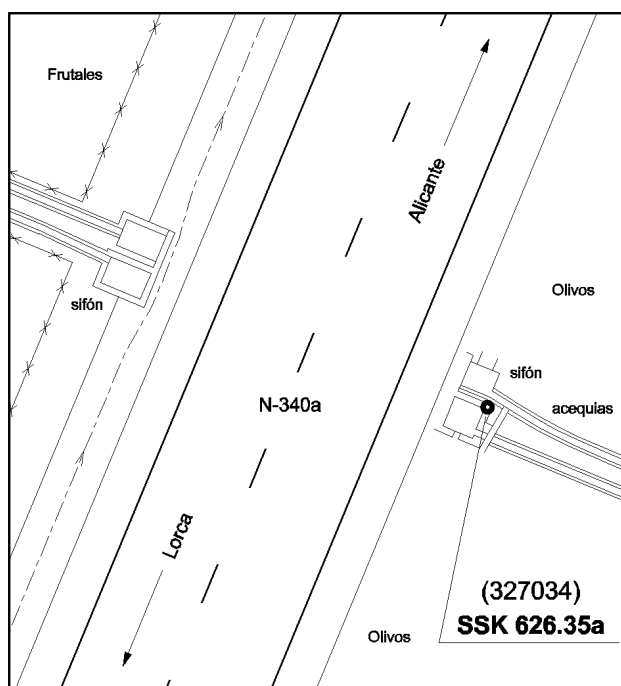 Frutales
Alicante
Olivos
sifón
sifón
acequias
N-340a
Lorca
(327034)
SSK 626.35a
Olivos